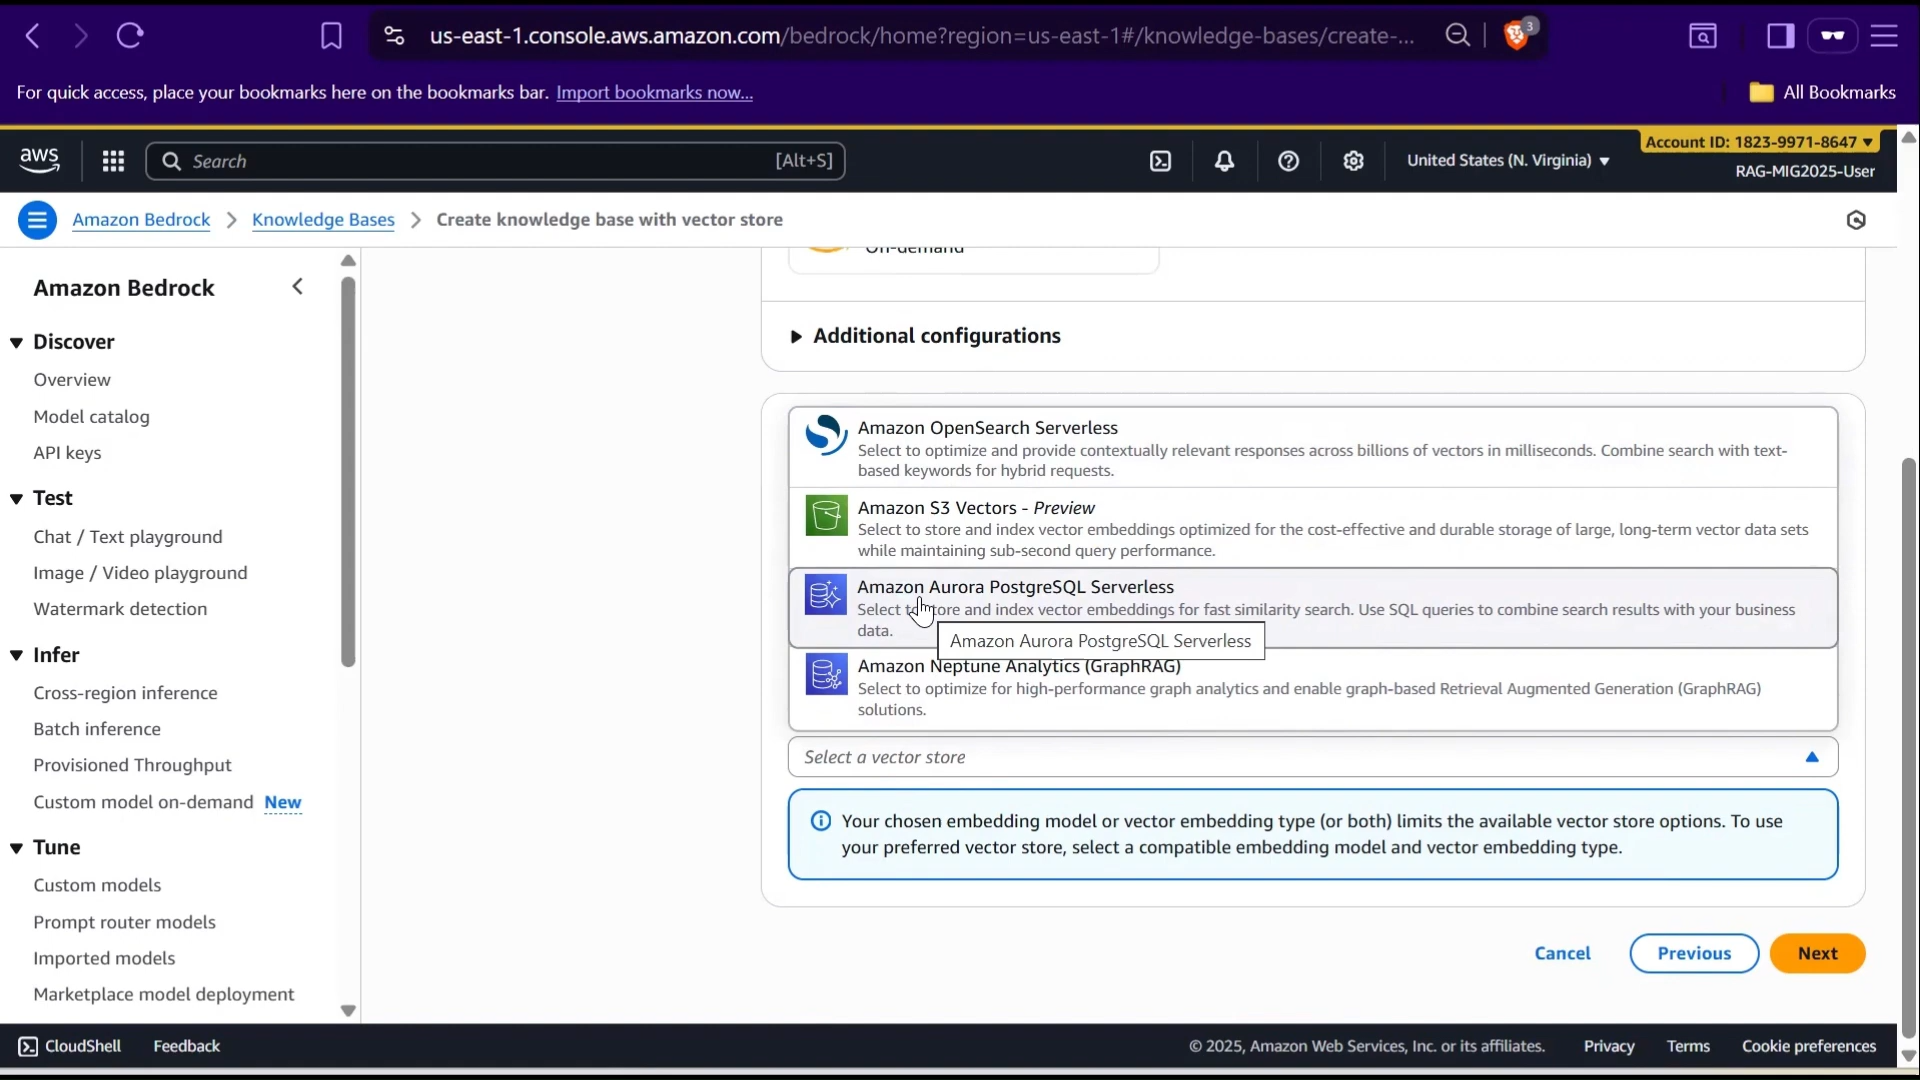 us-east-1.console.aws.amazon.com/bedrock/home?region=us-east-1#/knowledge-bases/create-...
3
For quick access, place your bookmarks here on the bookmarks bar. Import bookmarks now...
All Bookmarks
aws
Search
[Alt+S]
United States (N. Virginia) ▼
Account ID: 1823-9971-8647 ▼
RAG-MIG2025-User
Amazon Bedrock > Knowledge Bases > Create knowledge base with vector store
Amazon Bedrock
Discover
Overview
Model catalog
API keys
Test
Chat / Text playground
Image / Video playground
Watermark detection
Infer
Cross-region inference
Batch inference
Provisioned Throughput
Custom model on-demand New
Tune
Custom models
Prompt router models
Imported models
Marketplace model deployment
On-demand
Additional configurations
Amazon OpenSearch Serverless
Select to optimize and provide contextually relevant responses across billions of vectors in milliseconds. Combine search with text-
based keywords for hybrid requests.
Amazon S3 Vectors - Preview
Select to store and index vector embeddings optimized for the cost-effective and durable storage of large, long-term vector data sets
while maintaining sub-second query performance.
Amazon Aurora PostgreSQL Serverless
Select to store and index vector embeddings for fast similarity search. Use SQL queries to combine search results with your business
data.
Amazon Aurora PostgreSQL Serverless
Amazon Neptune Analytics (GraphRAG)
Select to optimize for high-performance graph analytics and enable graph-based Retrieval Augmented Generation (GraphRAG)
solutions.
Select a vector store
Your chosen embedding model or vector embedding type (or both) limits the available vector store options. To use
your preferred vector store, select a compatible embedding model and vector embedding type.
Cancel
Previous
Next
CloudShell
Feedback
© 2025, Amazon Web Services, Inc. or its affiliates.
Privacy
Terms
Cookie preferences